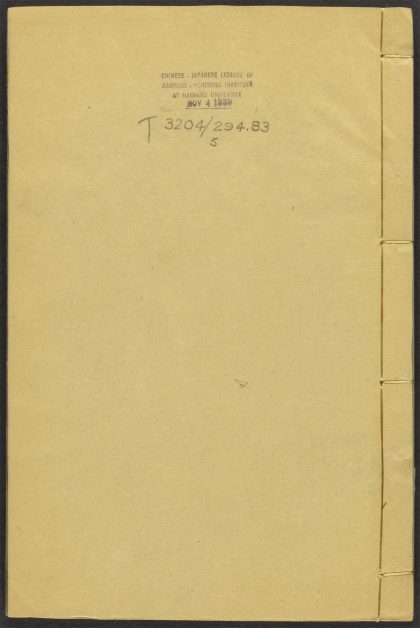 CHINESE - JAPANESE LIBRARY OF
HARVARD - YENCHING INSTITUTE
AT HARVARD UNIVERSITY
NOV 4 1939
T 3204/294.83
5